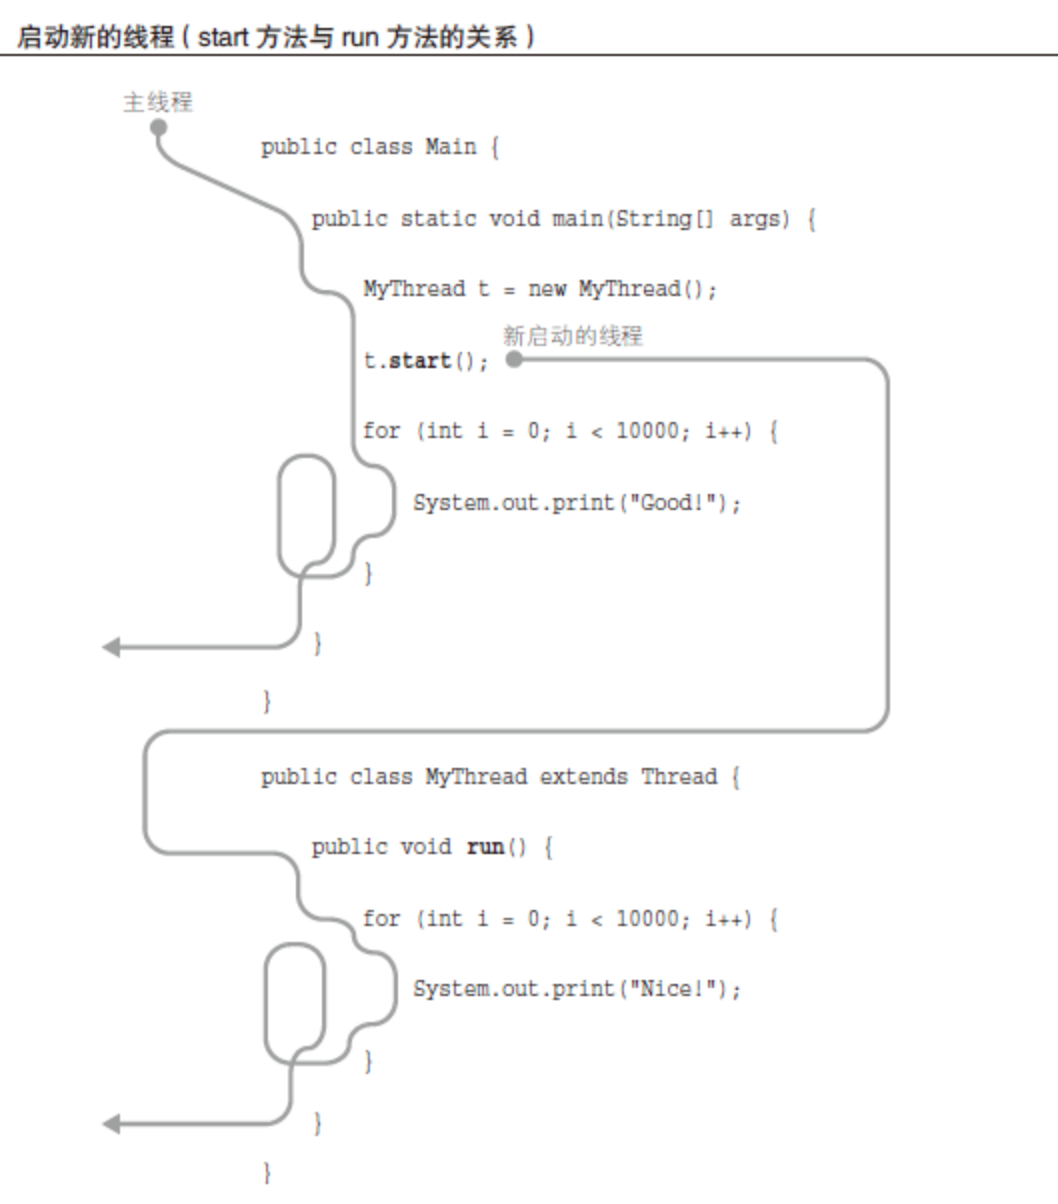 启动新的线程 ( start 方法与 run 方法的关系 )
主线程
public class Main {
public static void main(String[] args) {
MyThread t = new MyThread();
新启动的线程
t.start();
for (int i = 0; i < 10000; i++) {
System.out.print("Good!");
}
}
}
public class MyThread extends Thread {
public void run() {
for (int i = 0; i < 10000; i++) {
System.out.print("Nice!");
}
}
}